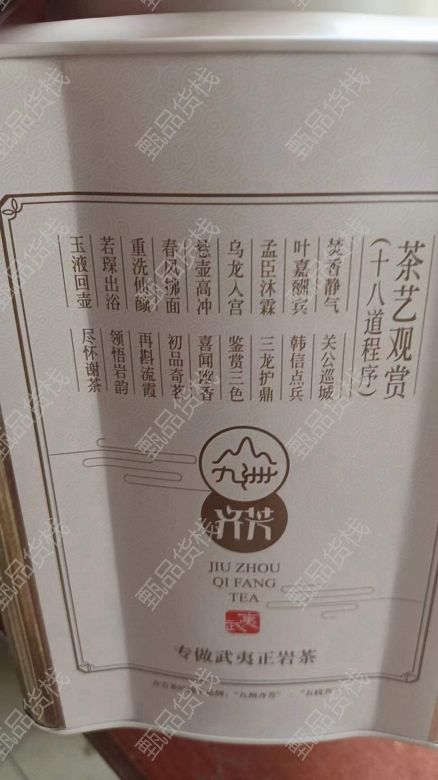 茶艺观赏
(十八道程序)
焚香静气
叶嘉酬宾
孟臣沐霖
乌龙入宫
悬壶高冲
春风拂面
重洗仙颜
若琛出浴
玉液回壶
关公巡城
韩信点兵
三龙护鼎
鉴赏三色
喜闻幽香
初品奇茗
再斟流霞
领悟岩韵
尽怀谢茶
九洲
齐芳
JIU ZHOU
QI FANG
TEA
武夷
专做武夷正岩茶
甄品货栈